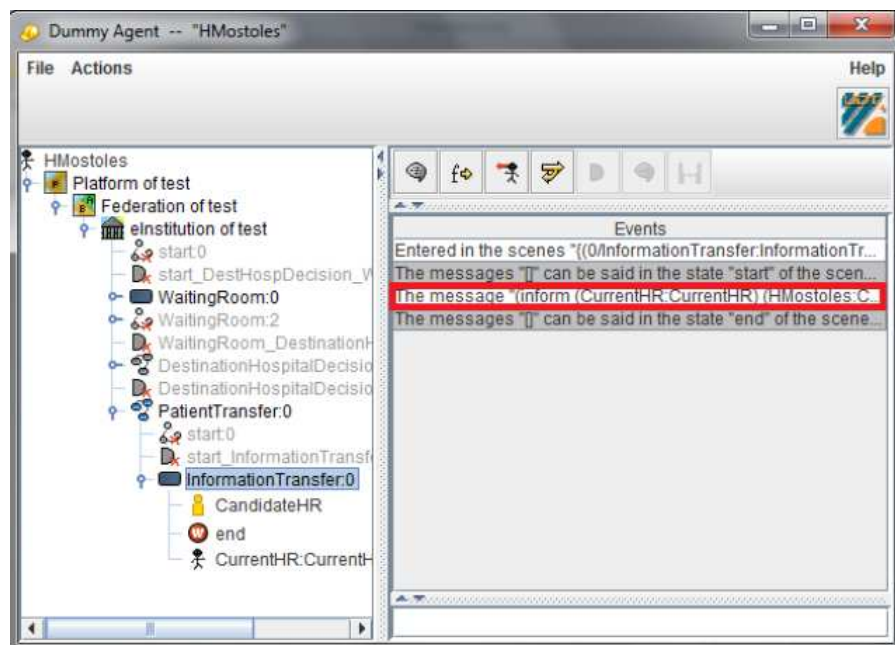 Dummy Agent -- "HMostoles"
File Actions Help
HMostoles
Platform of test
Federation of test
eInstitution of test
start:0
start_DestHospDecision_W
WaitingRoom:0
WaitingRoom:2
WaitingRoom_DestinationH
DestinationHospitalDecisio
DestinationHospitalDecisio
PatientTransfer:0
start:0
start_InformationTransf
InformationTransfer:0
CandidateHR
end
CurrentHR:CurrentH
Events
Entered in the scenes "{(0/InformationTransfer:InformationTr...
The messages "[]" can be said in the state "start" of the scen...
The message "(inform (CurrentHR:CurrentHR) (HMostoles:C...
The messages "[]" can be said in the state "end" of the scene...